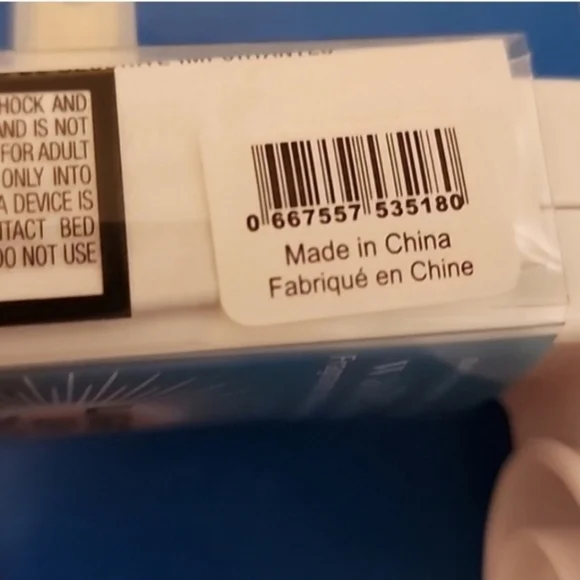 HOCK AND
AND IS NOT
FOR ADULT
ONLY INTO
A DEVICE IS
NTACT BED
DO NOT USE
0 667557 535180
Made in China
Fabriqué en Chine